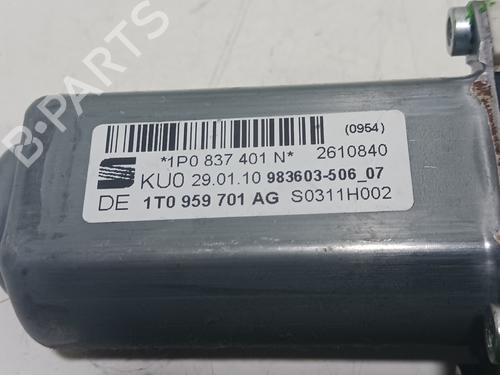 (0954)
*1P0 837 401 N* 2610840
KU0 29.01.10 983603-506_07
DE 1T0 959 701 AG S0311H002
B-PARTS